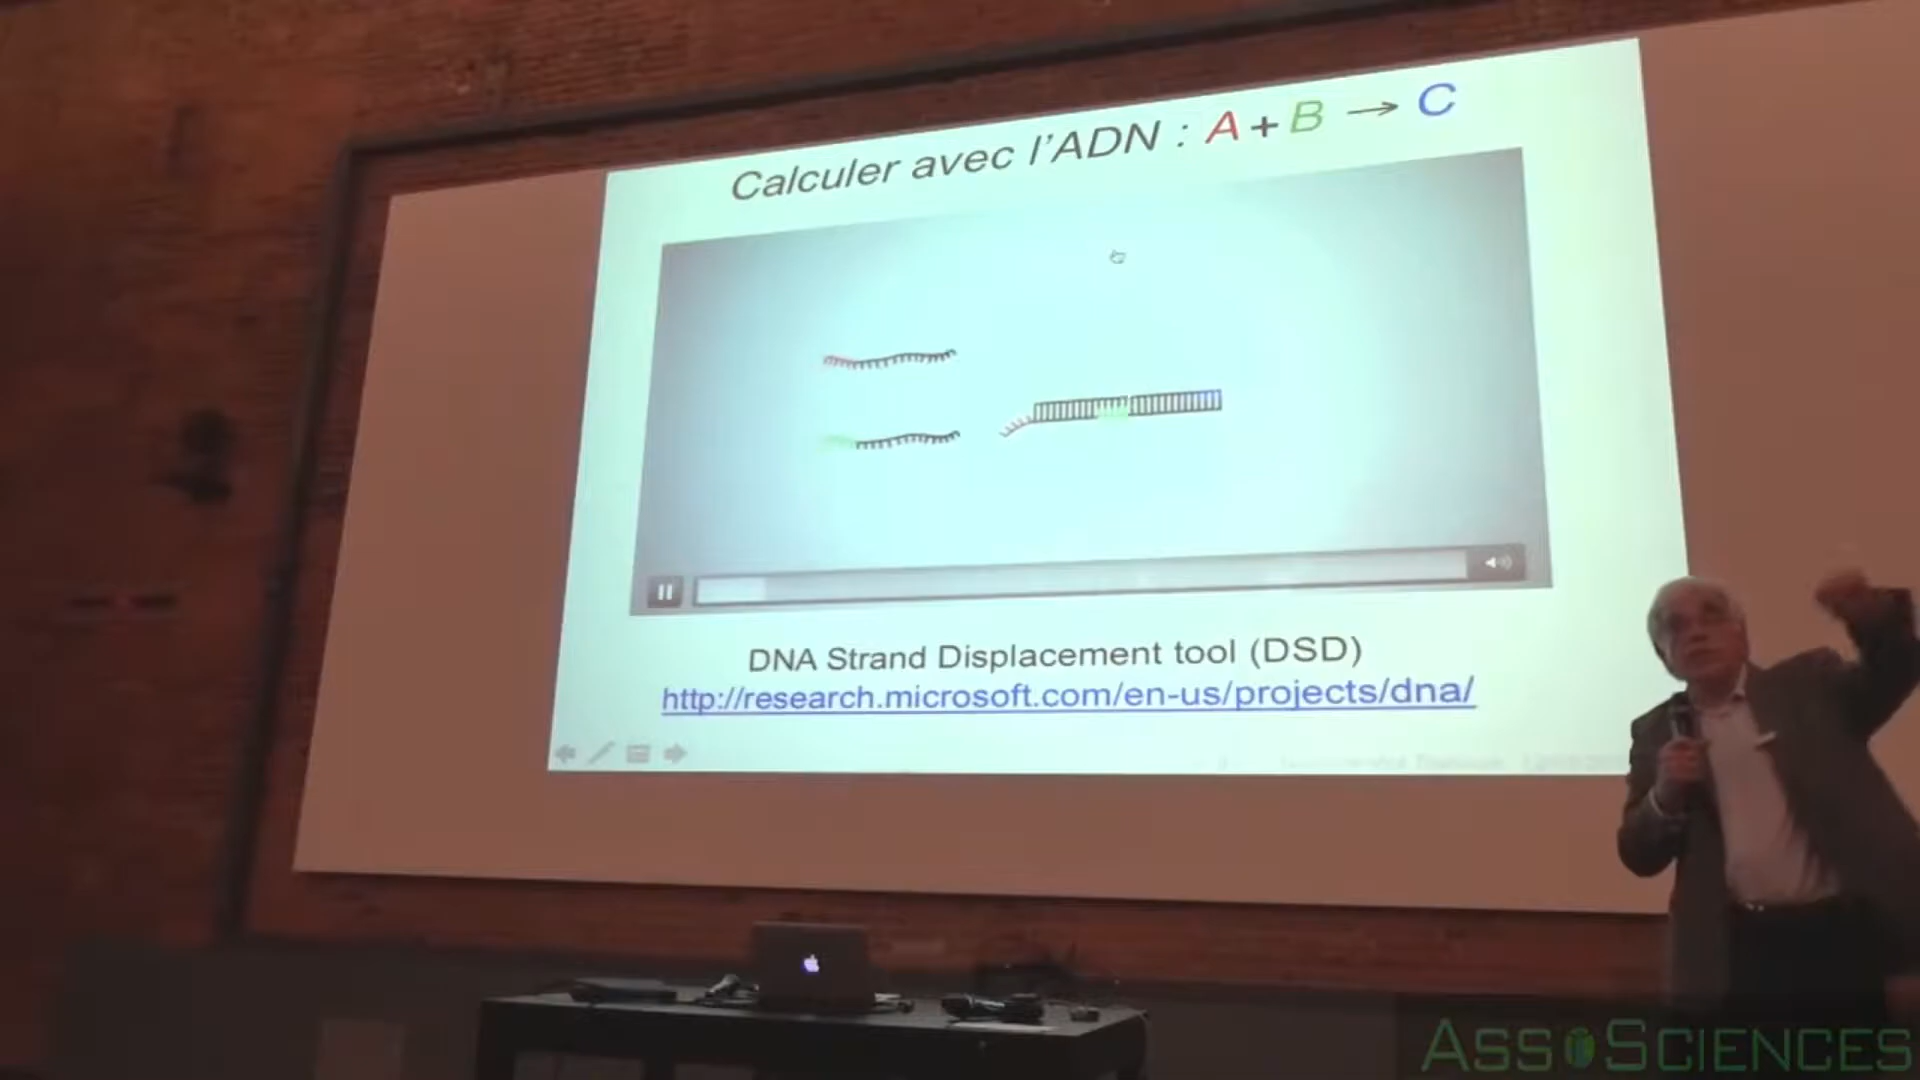 Calculer avec l'ADN : A + B → C
DNA Strand Displacement tool (DSD)
http://research.microsoft.com/en-us/projects/dna/
ASSOSCIENCES